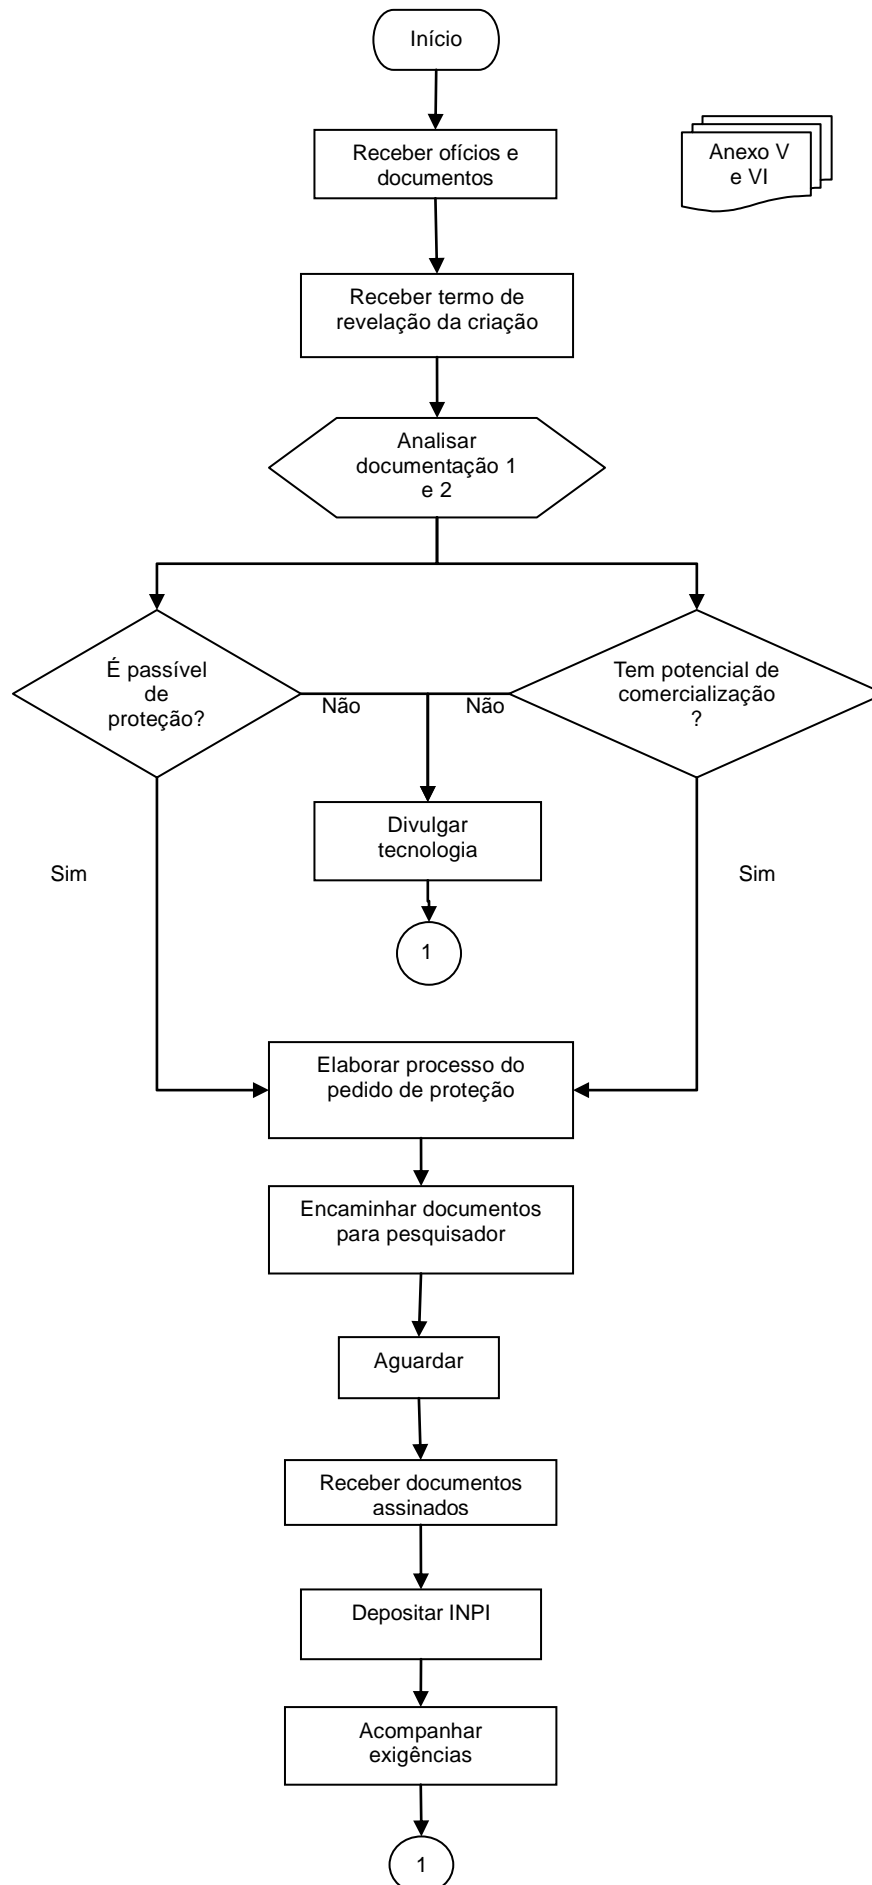 Início
Receber ofícios e
documentos
Anexo V
e VI
Receber termo de
revelação da criação
Analisar
documentação 1
e 2
É passível
de
proteção?
Tem potencial de
comercialização
?
Não
Não
Divulgar
tecnologia
Sim
Sim
1
Elaborar processo do
pedido de proteção
Encaminhar documentos
para pesquisador
Aguardar
Receber documentos
assinados
Depositar INPI
Acompanhar
exigências
1